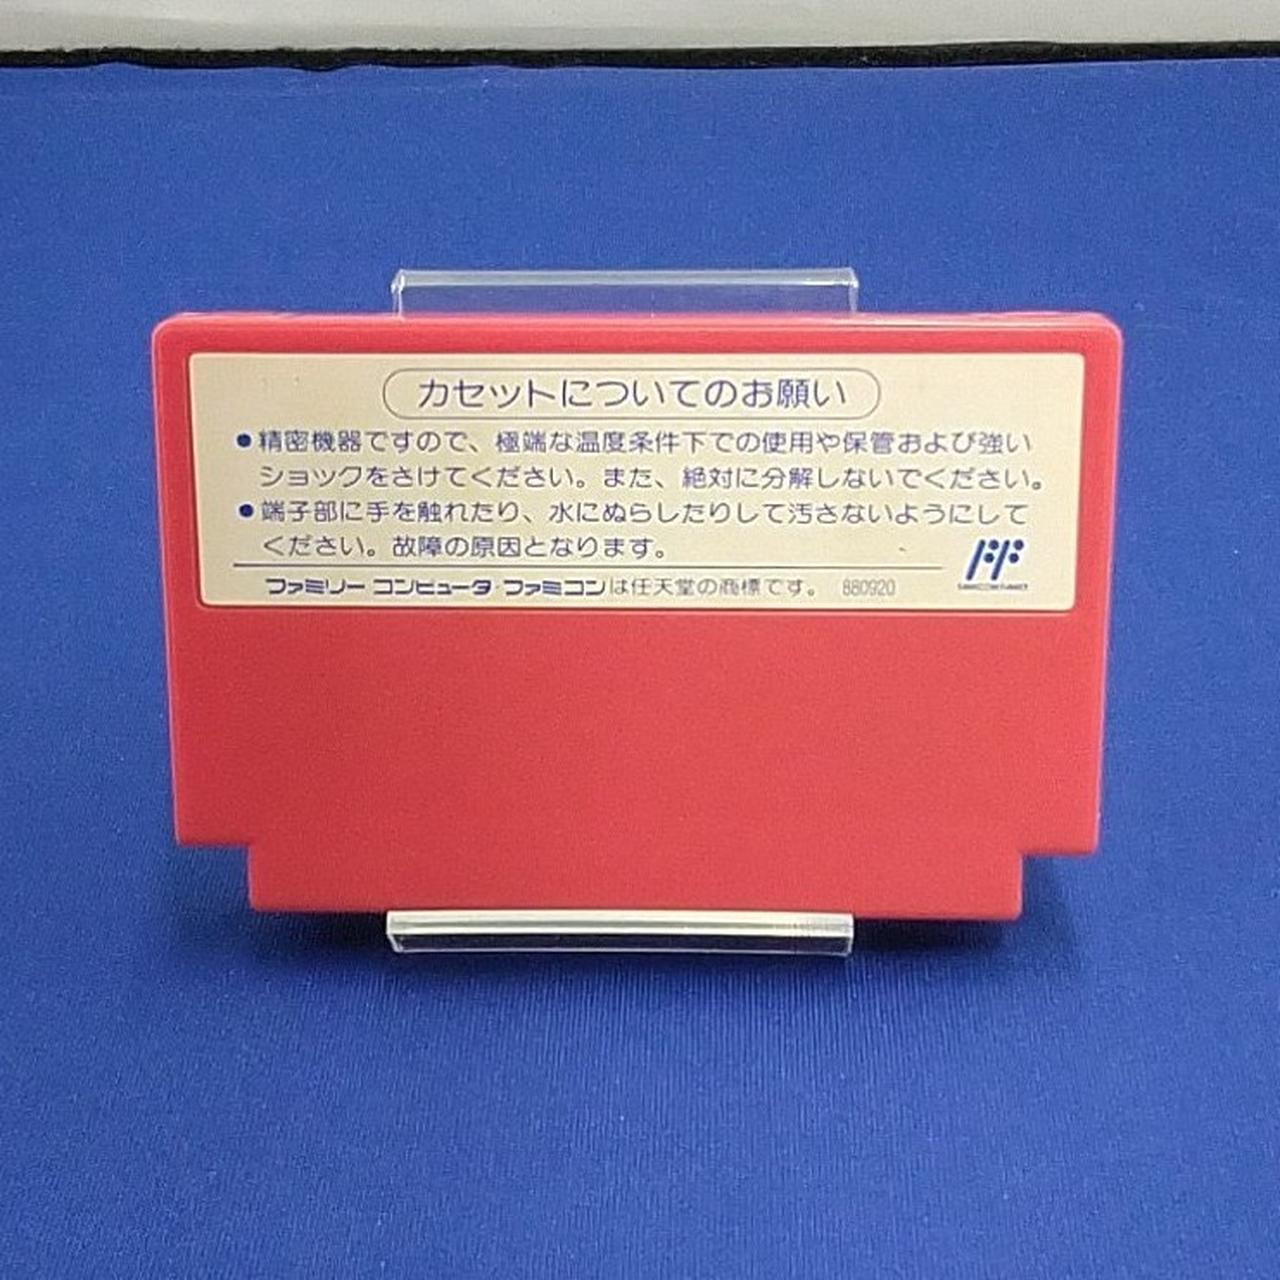 カセットについてのお願い
●精密機器ですので、極端な温度条件下での使用や保管および強い
ショックをさけてください。また、絶対に分解しないでください。
●端子部に手を触れたり、水にぬらしたりして汚さないようにして
ください。故障の原因となります。
ファミリーコンピュータ・ファミコンは任天堂の商標です。 880920
FF